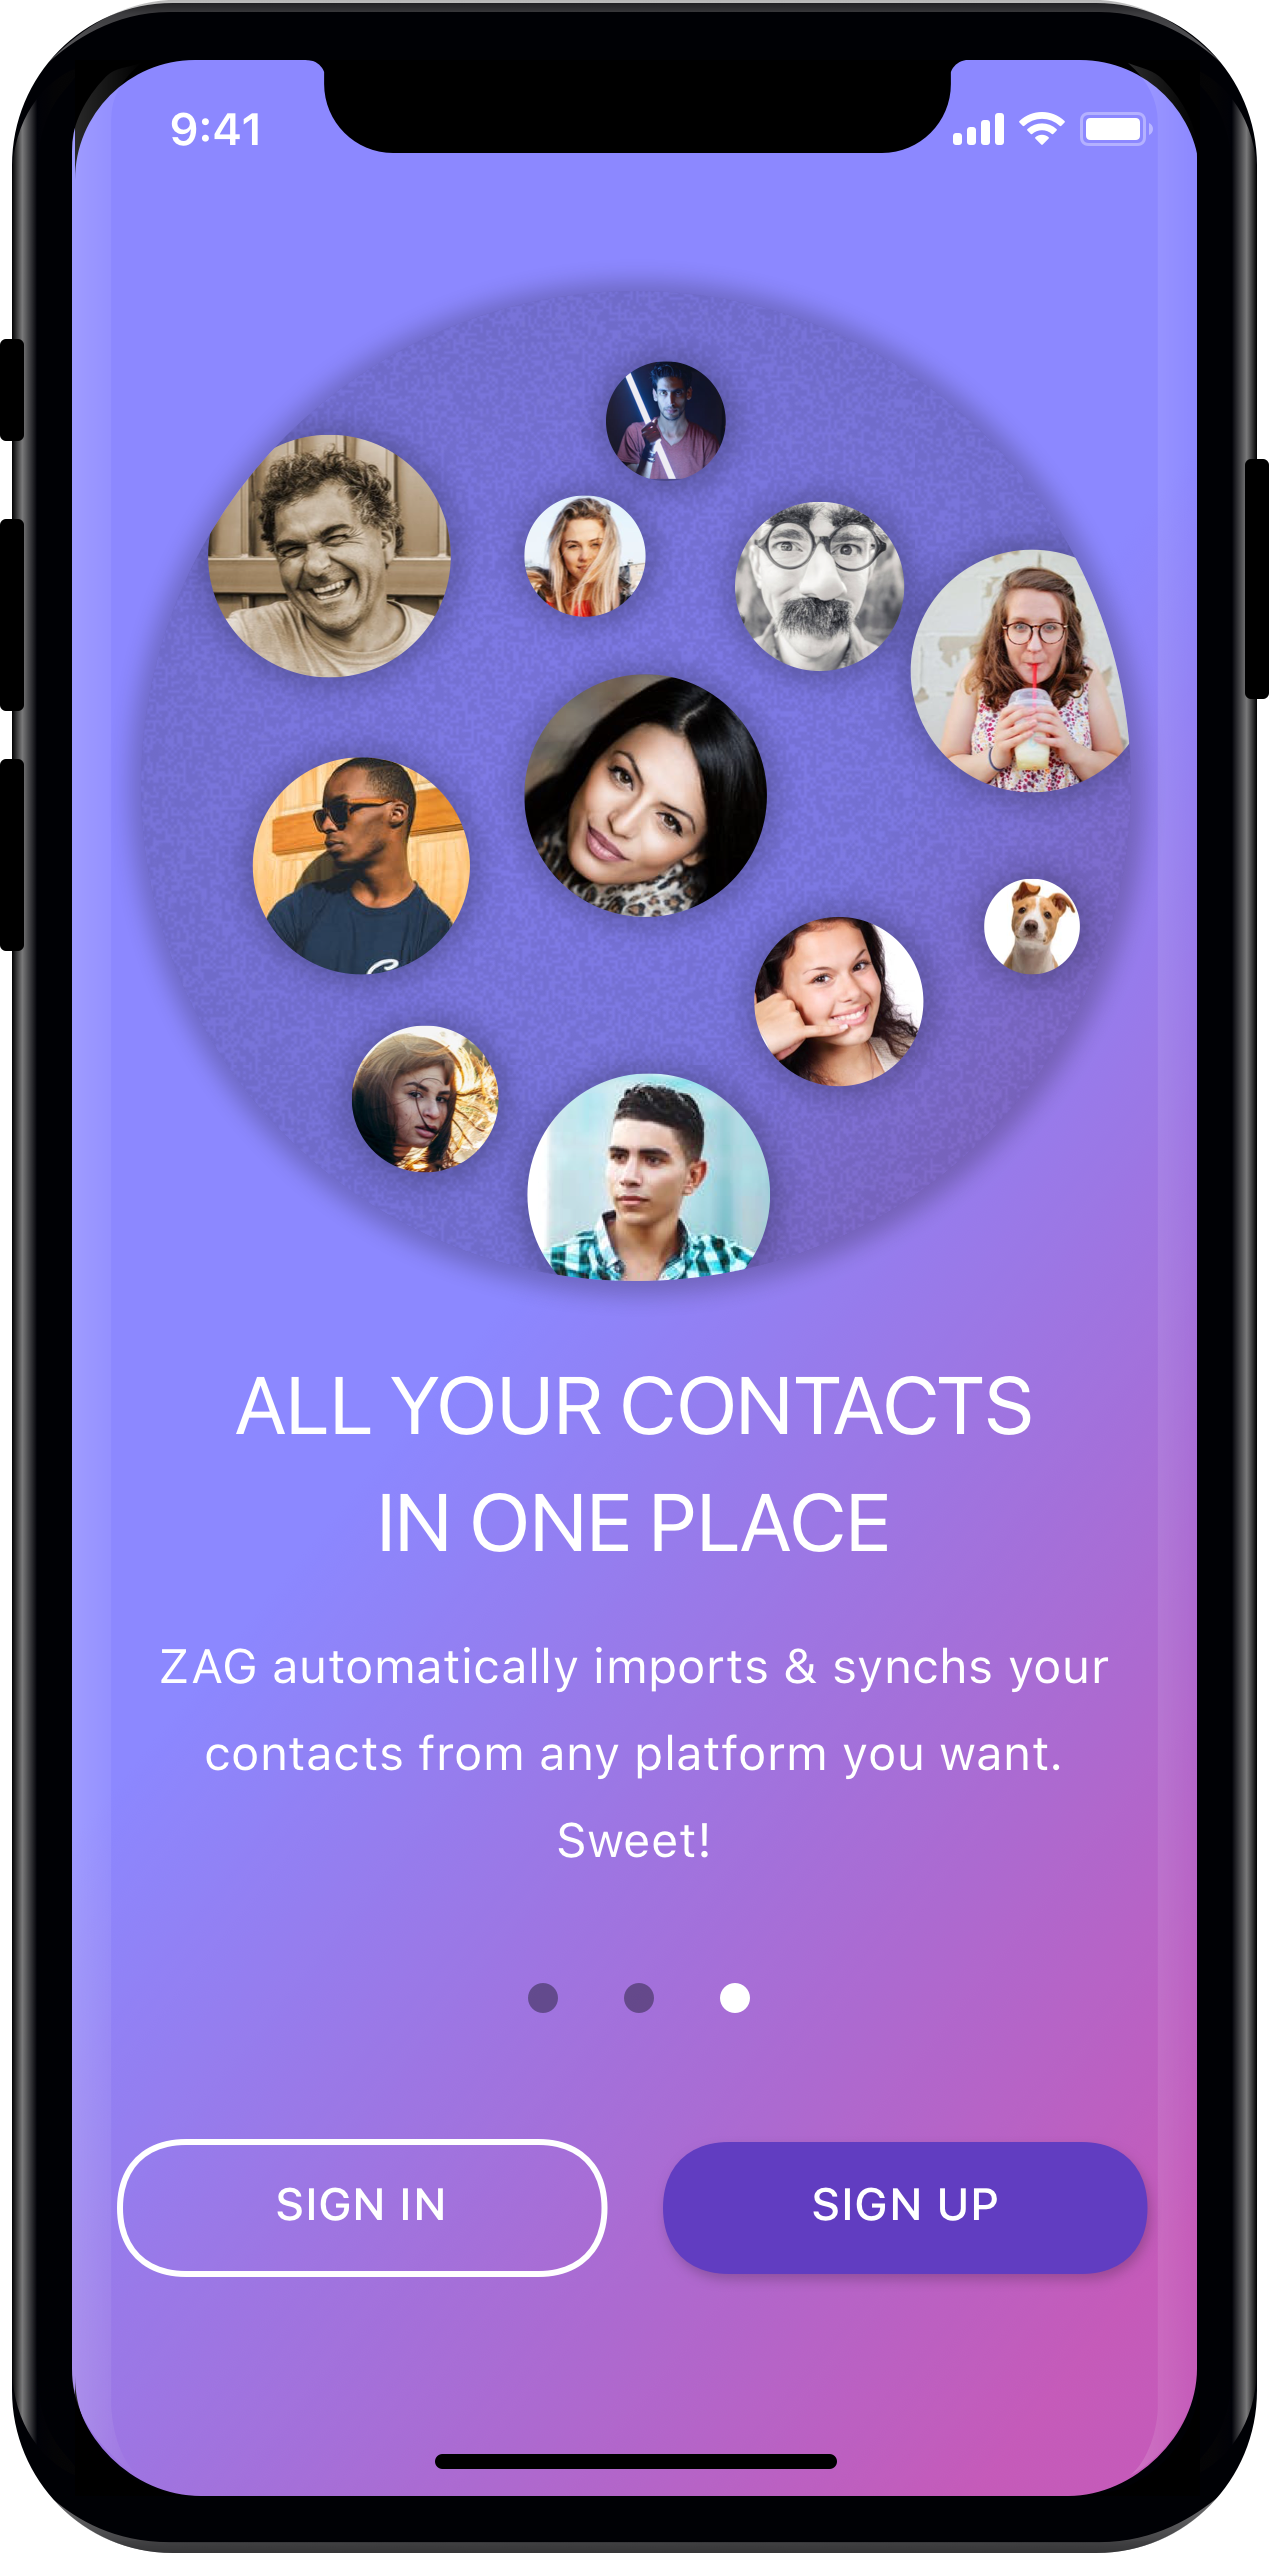 9:41
ALL YOUR CONTACTS
IN ONE PLACE
ZAG automatically imports & synchs your
contacts from any platform you want.
Sweet!
SIGN IN
SIGN UP